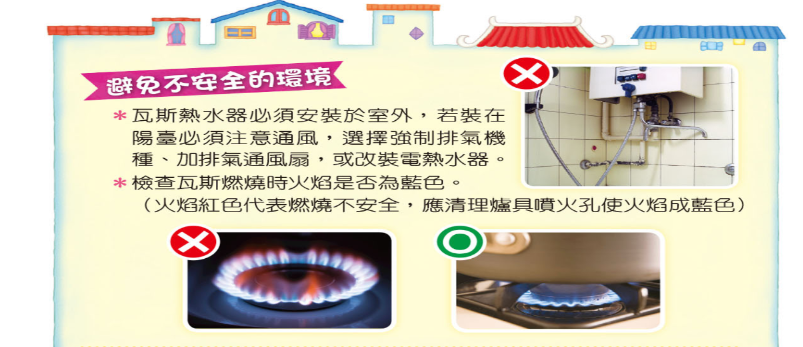 避免不安全的環境
*瓦斯熱水器必須安裝於室外，若裝在
陽臺必須注意通風，選擇強制排氣機
種、加排氣通風扇，或改裝電熱水器。
*檢查瓦斯燃燒時火焰是否為藍色。
（火焰紅色代表燃燒不安全，應清理爐具噴火孔使火焰成藍色）